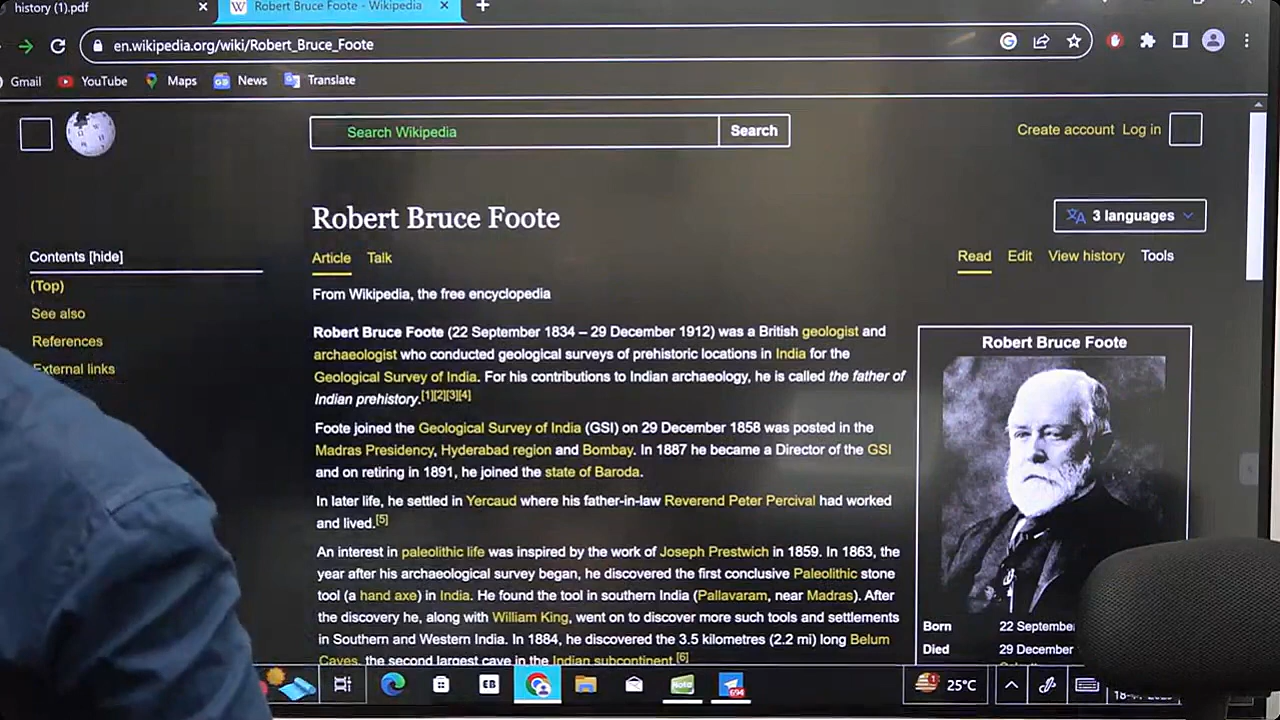 history (1).pdf
Robert Bruce Foote - Wikipedia
en.wikipedia.org/wiki/Robert_Bruce_Foote
Gmail YouTube Maps News Translate
Search Wikipedia Search
Create account Log in
Robert Bruce Foote
3 languages
Contents [hide]
(Top)
See also
References
External links
Article Talk
Read Edit View history Tools
From Wikipedia, the free encyclopedia
Robert Bruce Foote (22 September 1834 – 29 December 1912) was a British geologist and
archaeologist who conducted geological surveys of prehistoric locations in India for the
Geological Survey of India. For his contributions to Indian archaeology, he is called the father of
Indian prehistory.[1][2][3][4]
Foote joined the Geological Survey of India (GSI) on 29 December 1858 was posted in the
Madras Presidency, Hyderabad region and Bombay. In 1887 he became a Director of the GSI
and on retiring in 1891, he joined the state of Baroda.
In later life, he settled in Yercaud where his father-in-law Reverend Peter Percival had worked
and lived.[5]
An interest in paleolithic life was inspired by the work of Joseph Prestwich in 1859. In 1863, the
year after his archaeological survey began, he discovered the first conclusive Paleolithic stone
tool (a hand axe) in India. He found the tool in southern India (Pallavaram, near Madras). After
the discovery he, along with William King, went on to discover more such tools and settlements
in Southern and Western India. In 1884, he discovered the 3.5 kilometres (2.2 mi) long Belum
Caves, the second largest cave in the Indian subcontinent.[6]
Robert Bruce Foote
Born 22 Septembe
Died 29 December
EB
Note
694
1
25°C